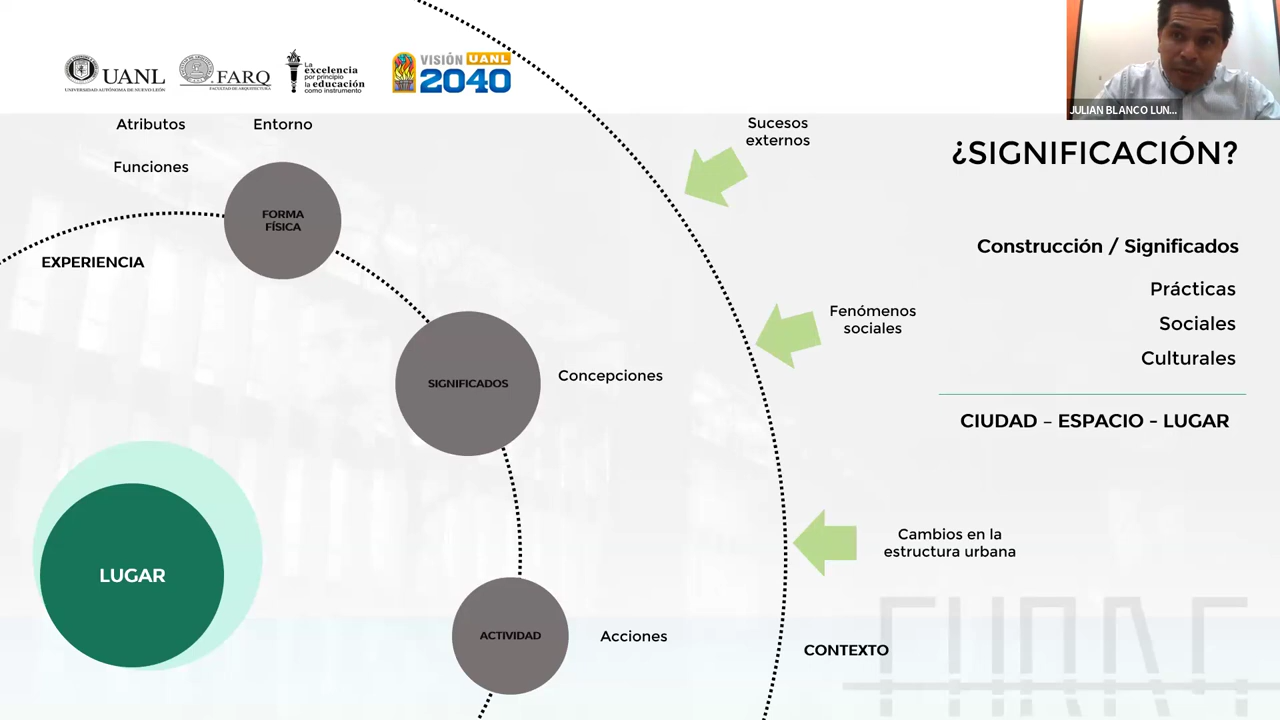 UANL
UNIVERSIDAD AUTÓNOMA DE NUEVO LEÓN
FARQ
FACULTAD DE ARQUITECTURA
La
excelencia
por principio
la educación
como instrumento
VISIÓN UANL
2040
JULIAN BLANCO LUN...
Atributos
Entorno
Funciones
FORMA
FÍSICA
EXPERIENCIA
SIGNIFICADOS
Concepciones
LUGAR
ACTIVIDAD
Acciones
Sucesos
externos
Fenómenos
sociales
Cambios en la
estructura urbana
CONTEXTO
¿SIGNIFICACIÓN?
Construcción / Significados
Prácticas
Sociales
Culturales
CIUDAD – ESPACIO - LUGAR